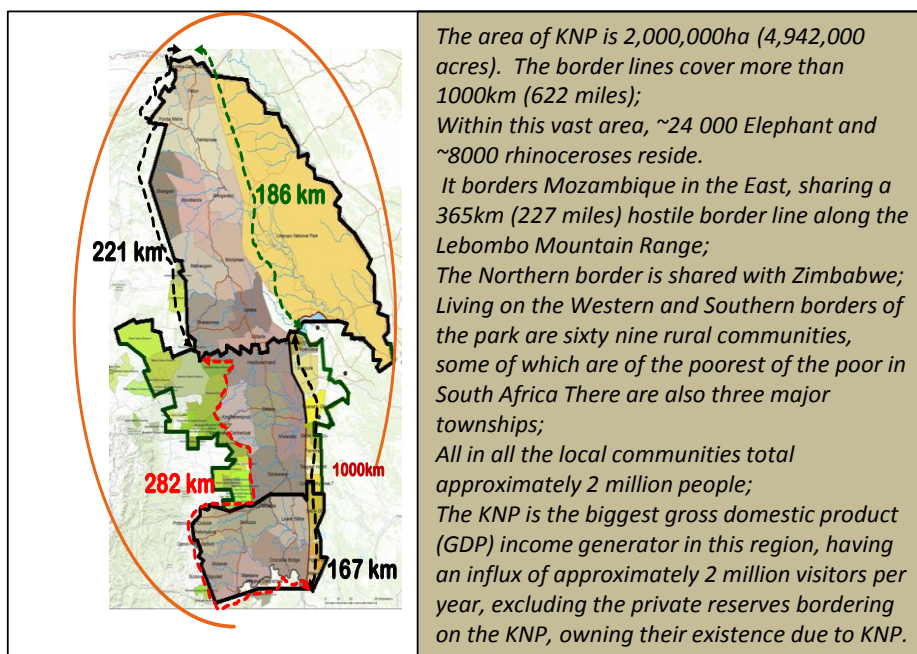 186 km
221 km
282 km
1000km
167 km
Limpopo National Park
The area of KNP is 2,000,000ha (4,942,000
acres).  The border lines cover more than
1000km (622 miles);
Within this vast area, ~24 000 Elephant and
~8000 rhinoceroses reside.
It borders Mozambique in the East, sharing a
365km (227 miles) hostile border line along the
Lebombo Mountain Range;
The Northern border is shared with Zimbabwe;
Living on the Western and Southern borders of
the park are sixty nine rural communities,
some of which are of the poorest of the poor in
South Africa There are also three major
townships;
All in all the local communities total
approximately 2 million people;
The KNP is the biggest gross domestic product
(GDP) income generator in this region, having
an influx of approximately 2 million visitors per
year, excluding the private reserves bordering
on the KNP, owning their existence due to KNP.